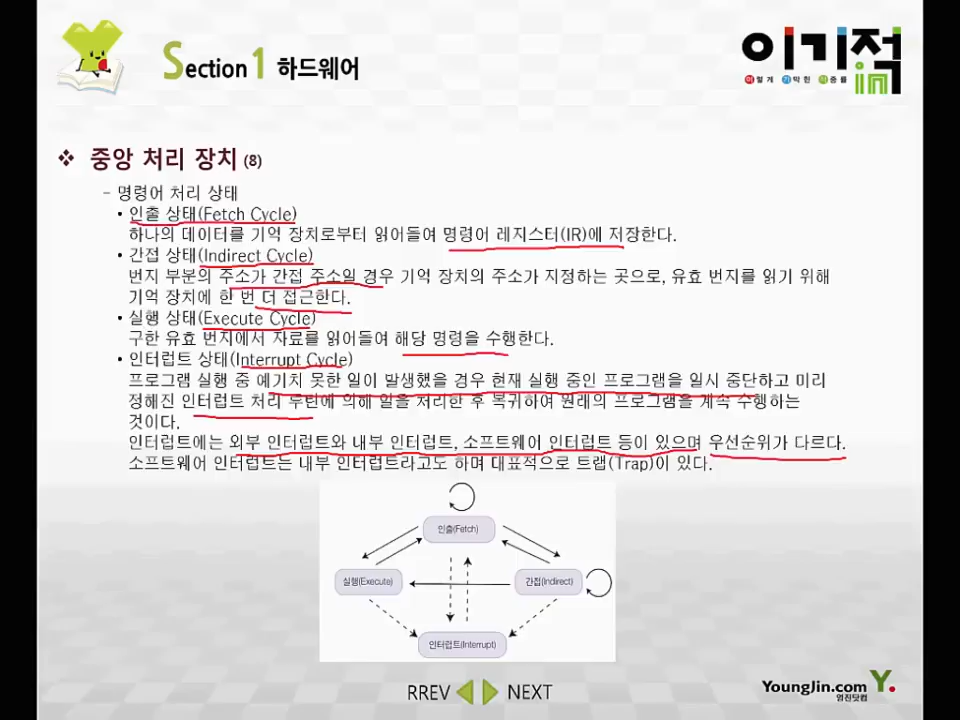 Section 1 하드웨어
이기적in
이렇게 기막힌 적중률
❖ 중앙 처리 장치 (8)
- 명령어 처리 상태
• 인출 상태(Fetch Cycle)
하나의 데이터를 기억 장치로부터 읽어들여 명령어 레지스터(IR)에 저장한다.
• 간접 상태(Indirect Cycle)
번지 부분의 주소가 간접 주소일 경우 기억 장치의 주소가 지정하는 곳으로, 유효 번지를 읽기 위해
기억 장치에 한 번 더 접근한다.
• 실행 상태(Execute Cycle)
구한 유효 번지에서 자료를 읽어들여 해당 명령을 수행한다.
• 인터럽트 상태(Interrupt Cycle)
프로그램 실행 중 예기치 못한 일이 발생했을 경우 현재 실행 중인 프로그램을 일시 중단하고 미리
정해진 인터럽트 처리 루틴에 의해 일을 처리한 후 복귀하여 원래의 프로그램을 계속 수행하는
것이다.
인터럽트에는 외부 인터럽트와 내부 인터럽트, 소프트웨어 인터럽트 등이 있으며 우선순위가 다르다.
소프트웨어 인터럽트는 내부 인터럽트라고도 하며 대표적으로 트랩(Trap)이 있다.
인출(Fetch)
실행(Execute)
간접(Indirect)
인터럽트(Interrupt)
RREV NEXT
YoungJin.com Y.
영진닷컴